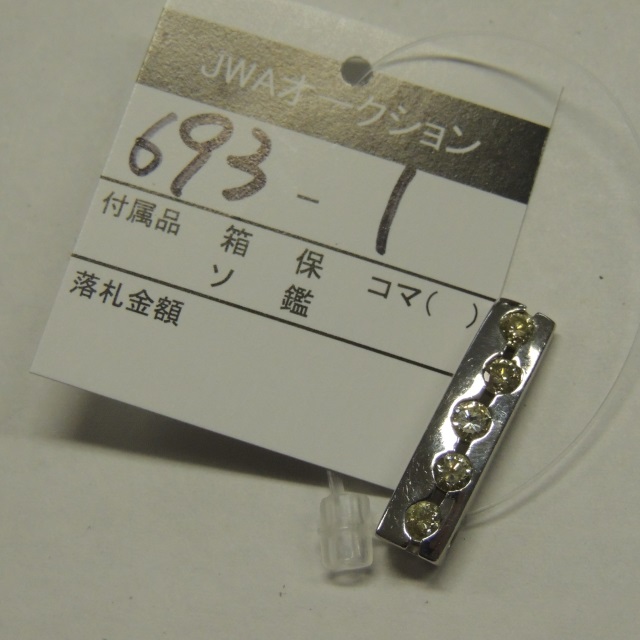 JWAオークション
693-1
付属品 箱 保 コマ( )
ソ 鑑
落札金額